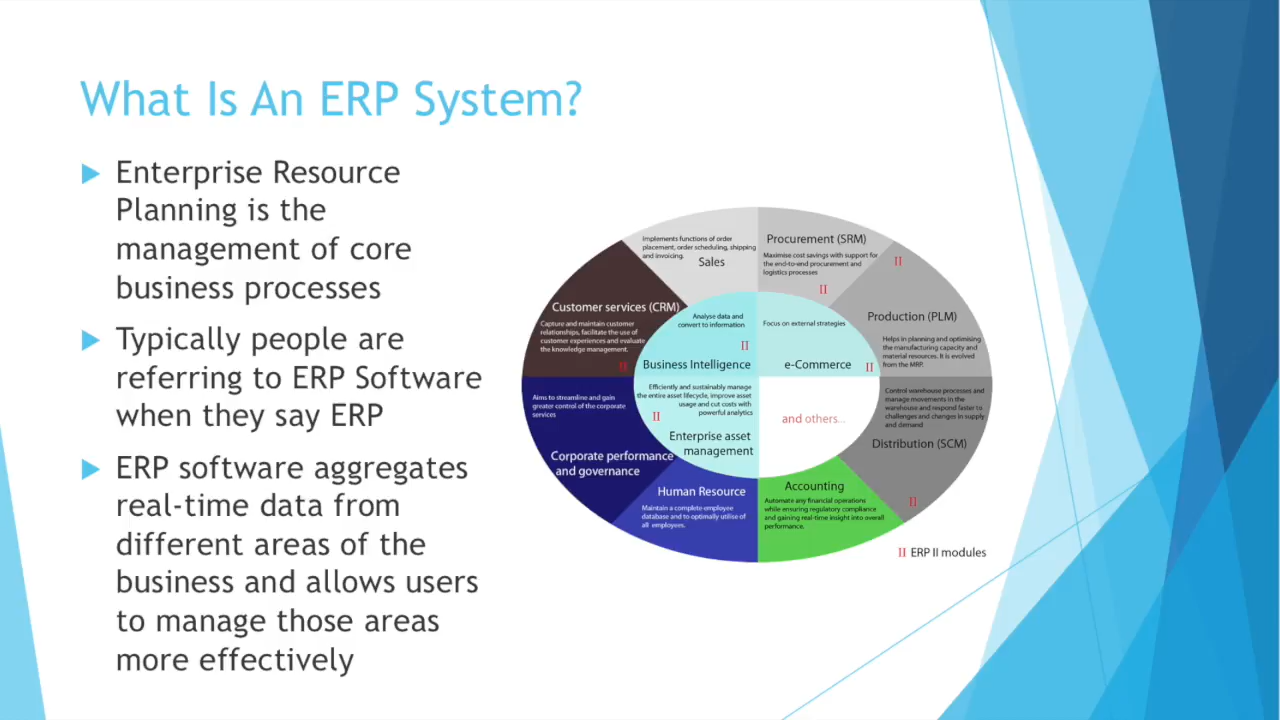 What Is An ERP System?
Enterprise Resource
Planning is the
management of core
business processes
Typically people are
referring to ERP Software
when they say ERP
ERP software aggregates
real-time data from
different areas of the
business and allows users
to manage those areas
more effectively
Implements functions of order
placement, order scheduling, shipping
and invoicing.
Sales
Procurement (SRM)
Maximise cost savings with support for
the end-to-end procurement and
logistics processes
II
II
Production (PLM)
Helps in planning and optimising
the manufacturing capacity and
material resources. It is evolved
from the MRP.
Customer services (CRM)
Capture and maintain customer
relationships, facilitate the use of
customer experiences and evaluate
the knowledge management.
II
Analyse data and
convert to information
II
Business Intelligence
Focus on external strategies
e-Commerce
II
Efficiently and sustainably manage
the entire asset lifecycle, improve asset
usage and cut costs with
powerful analytics
II
Enterprise asset
management
and others..
Control warehouse processes and
manage movements in the
warehouse and respond faster to
challenges and changes in supply
and demand
Distribution (SCM)
II
Aims to streamline and gain
greater control of the corporate
services
Corporate performance
and governance
Human Resource
Maintain a complete employee
database and to optimally utilise of
all employees.
Accounting
Automate any financial operations
while ensuring regulatory compliance
and gaining real-time insight into overall
performance.
II ERP II modules